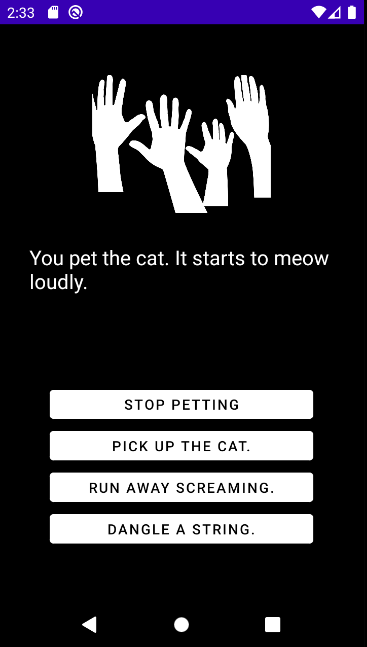 2:33
You pet the cat. It starts to meow
loudly.
STOP PETTING
PICK UP THE CAT.
RUN AWAY SCREAMING.
DANGLE A STRING.